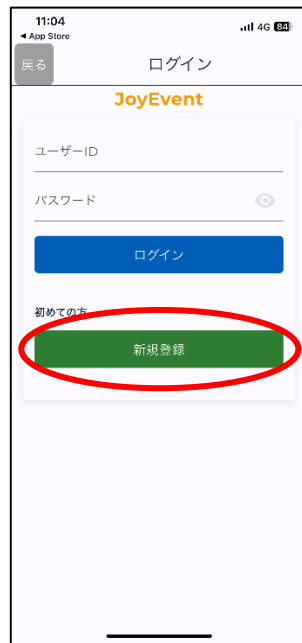 11:04
4G 84
◀ App Store
戻る
ログイン
JoyEvent
ユーザーID
パスワード
ログイン
初めての方
新規登録